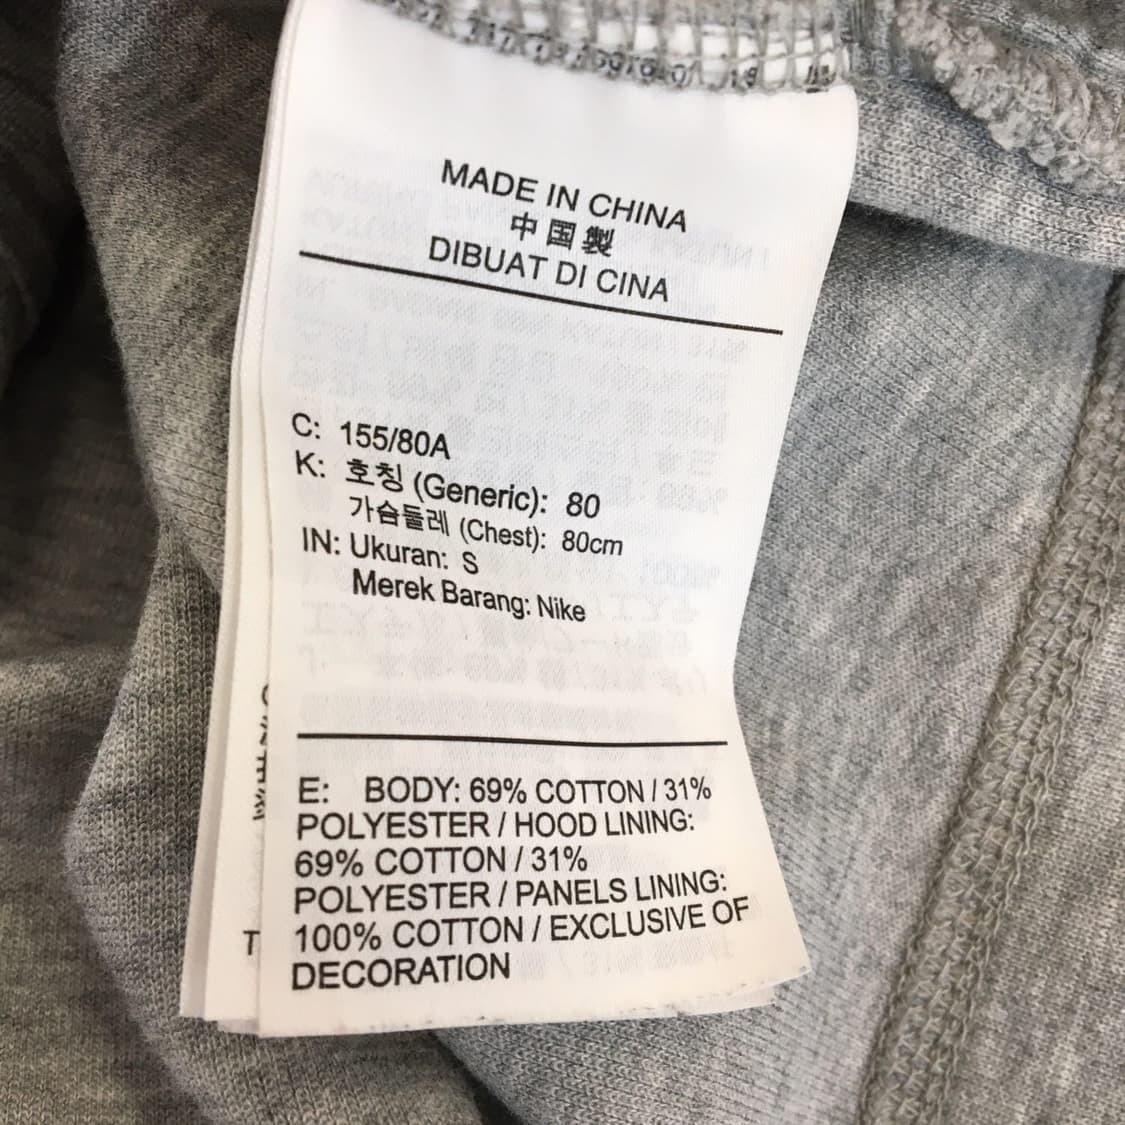 MADE IN CHINA
中国製
DIBUAT DI CINA
C: 155/80A
K: 호칭 (Generic): 80
가슴둘레 (Chest): 80cm
IN: Ukuran: S
Merek Barang: Nike
E: BODY: 69% COTTON / 31%
POLYESTER / HOOD LINING:
69% COTTON / 31%
POLYESTER / PANELS LINING:
100% COTTON / EXCLUSIVE OF
DECORATION
T